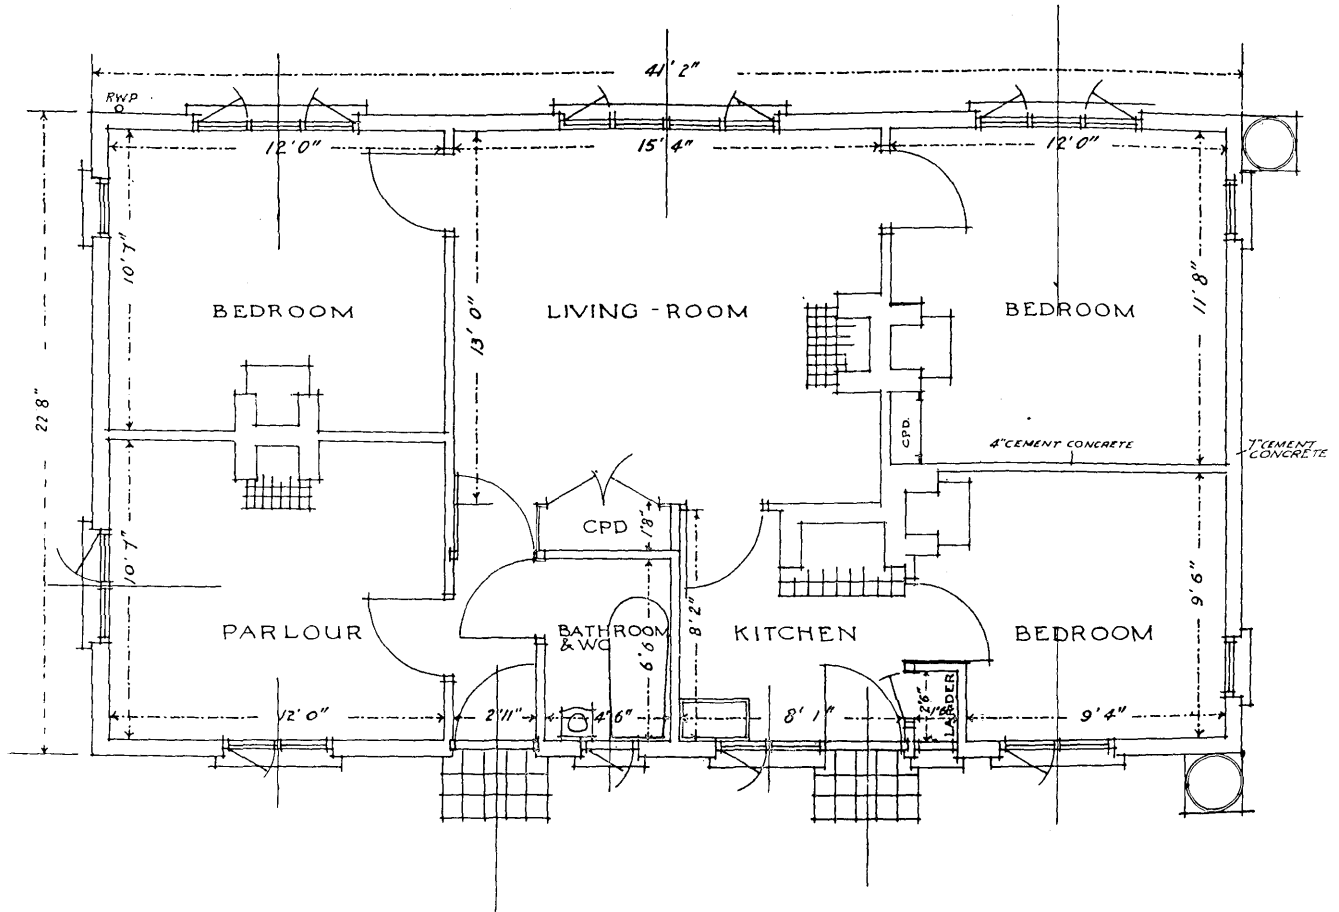 41' 2"
RWP
12' 0"
15' 4"
12' 0"
10' 7"
13' 0"
11' 8"
22'8"
BEDROOM
LIVING - ROOM
BEDROOM
CPD.
4" CEMENT CONCRETE
7" CEMENT
CONCRETE
CPD
1'8"
10' 7"
8' 2"
9' 6"
PARLOUR
BATHROOM
& WC
6'6"
KITCHEN
BEDROOM
LARDER
2'6"
1'6"
12' 0"
2' 11"
4' 6"
8' 1"
9' 4"